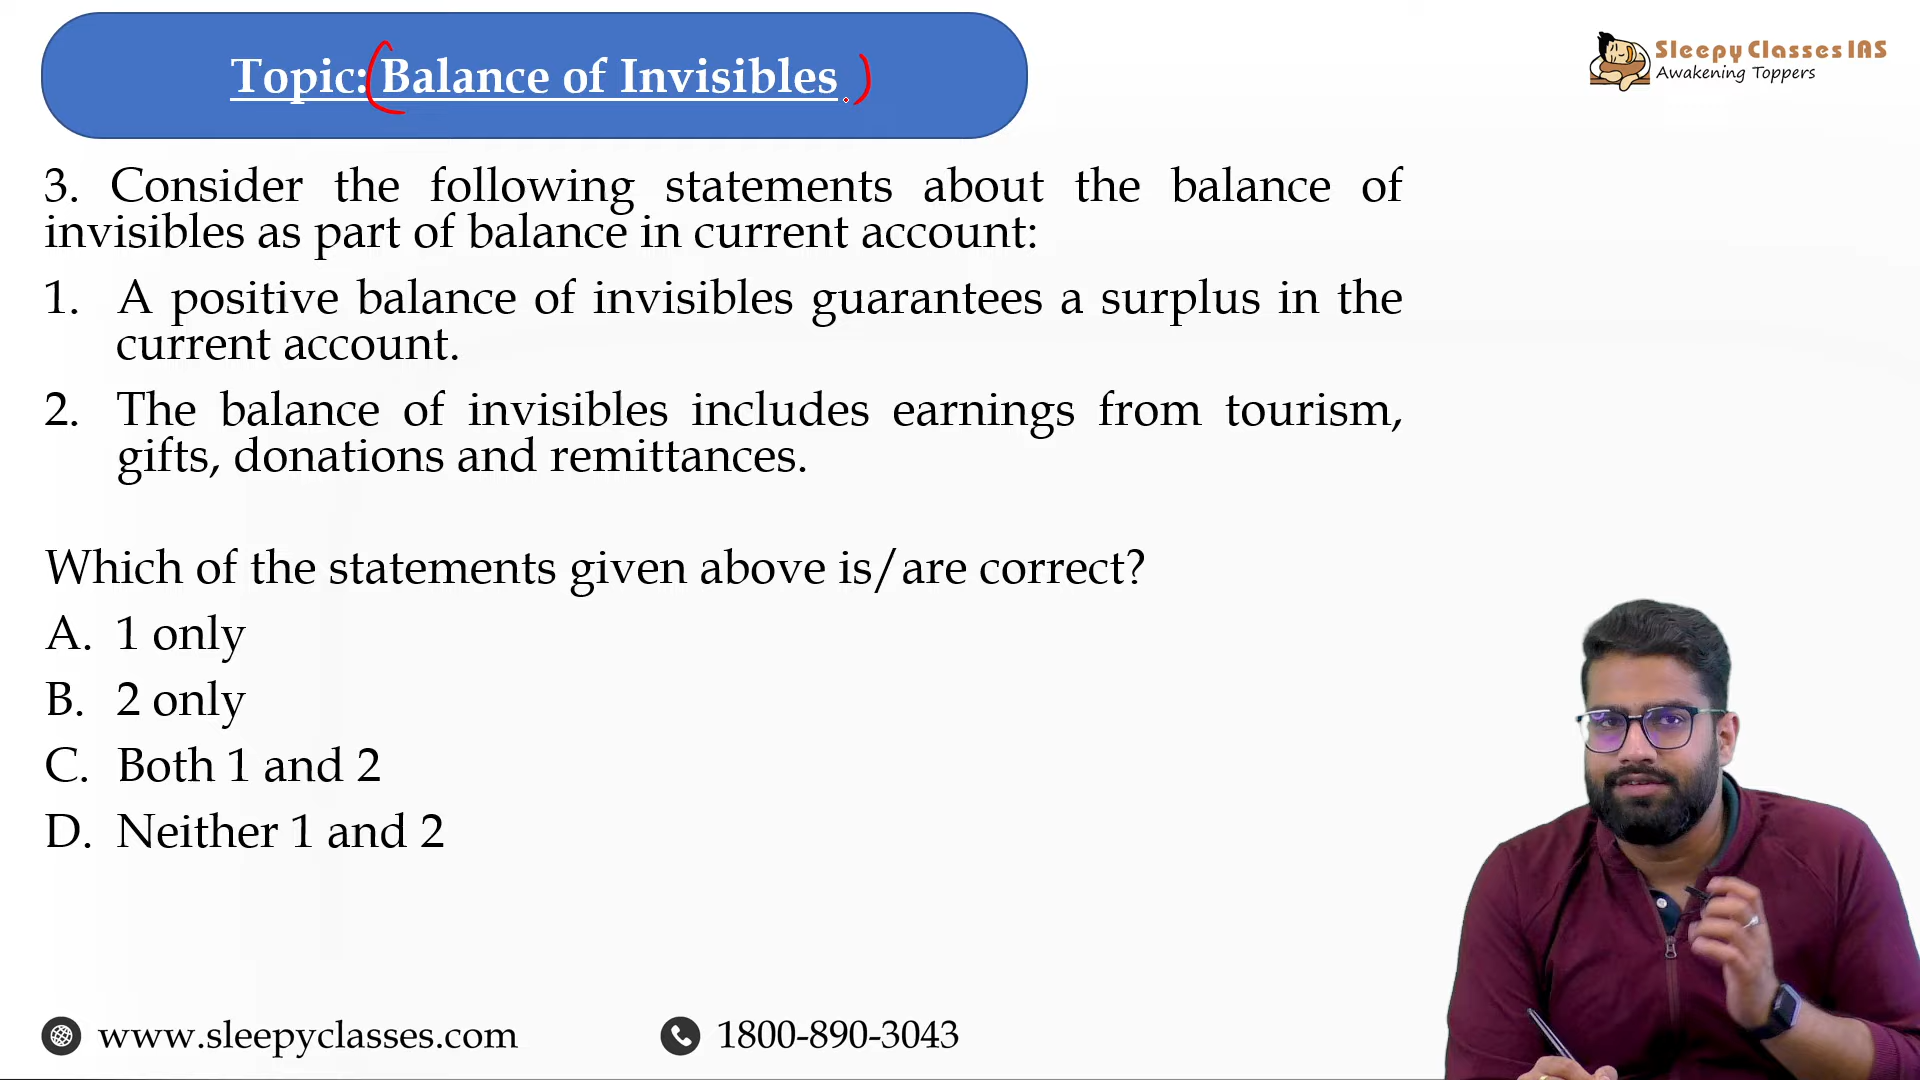 Topic: Balance of Invisibles
Sleepy Classes IAS
Awakening Toppers
3. Consider the following statements about the balance of
invisibles as part of balance in current account:
1. A positive balance of invisibles guarantees a surplus in the
current account.
2. The balance of invisibles includes earnings from tourism,
gifts, donations and remittances.
Which of the statements given above is/are correct?
A. 1 only
B. 2 only
C. Both 1 and 2
D. Neither 1 and 2
www.sleepyclasses.com
1800-890-3043